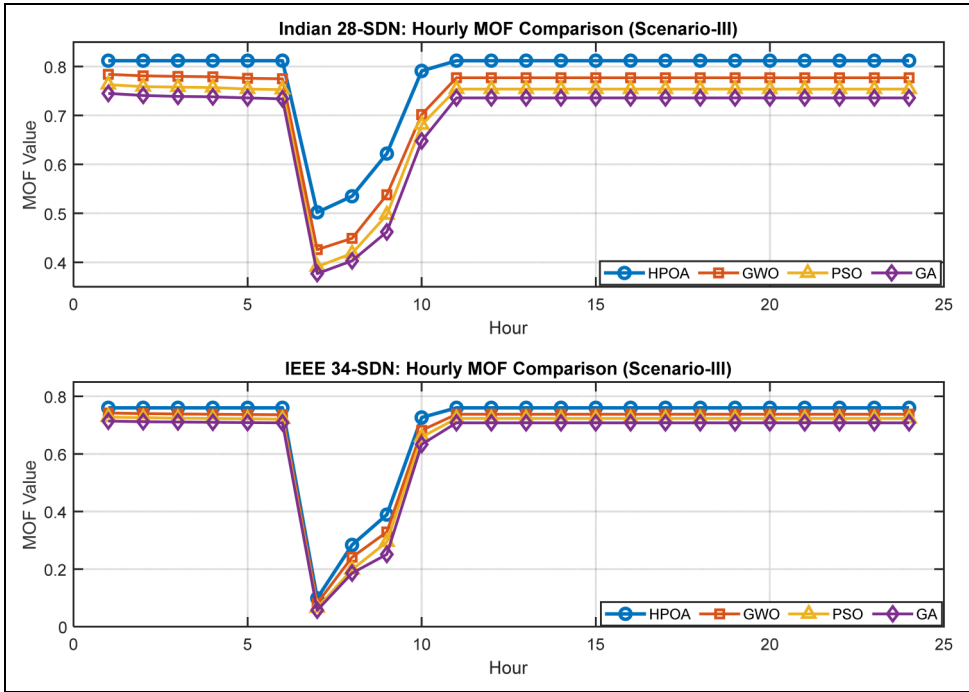 Indian 28-SDN: Hourly MOF Comparison (Scenario-III)
MOF Value
0.8
0.7
0.6
0.5
0.4
HPOA GWO PSO GA
0 5 10 15 20 25
Hour
IEEE 34-SDN: Hourly MOF Comparison (Scenario-III)
MOF Value
0.8
0.6
0.4
0.2
0
HPOA GWO PSO GA
0 5 10 15 20 25
Hour